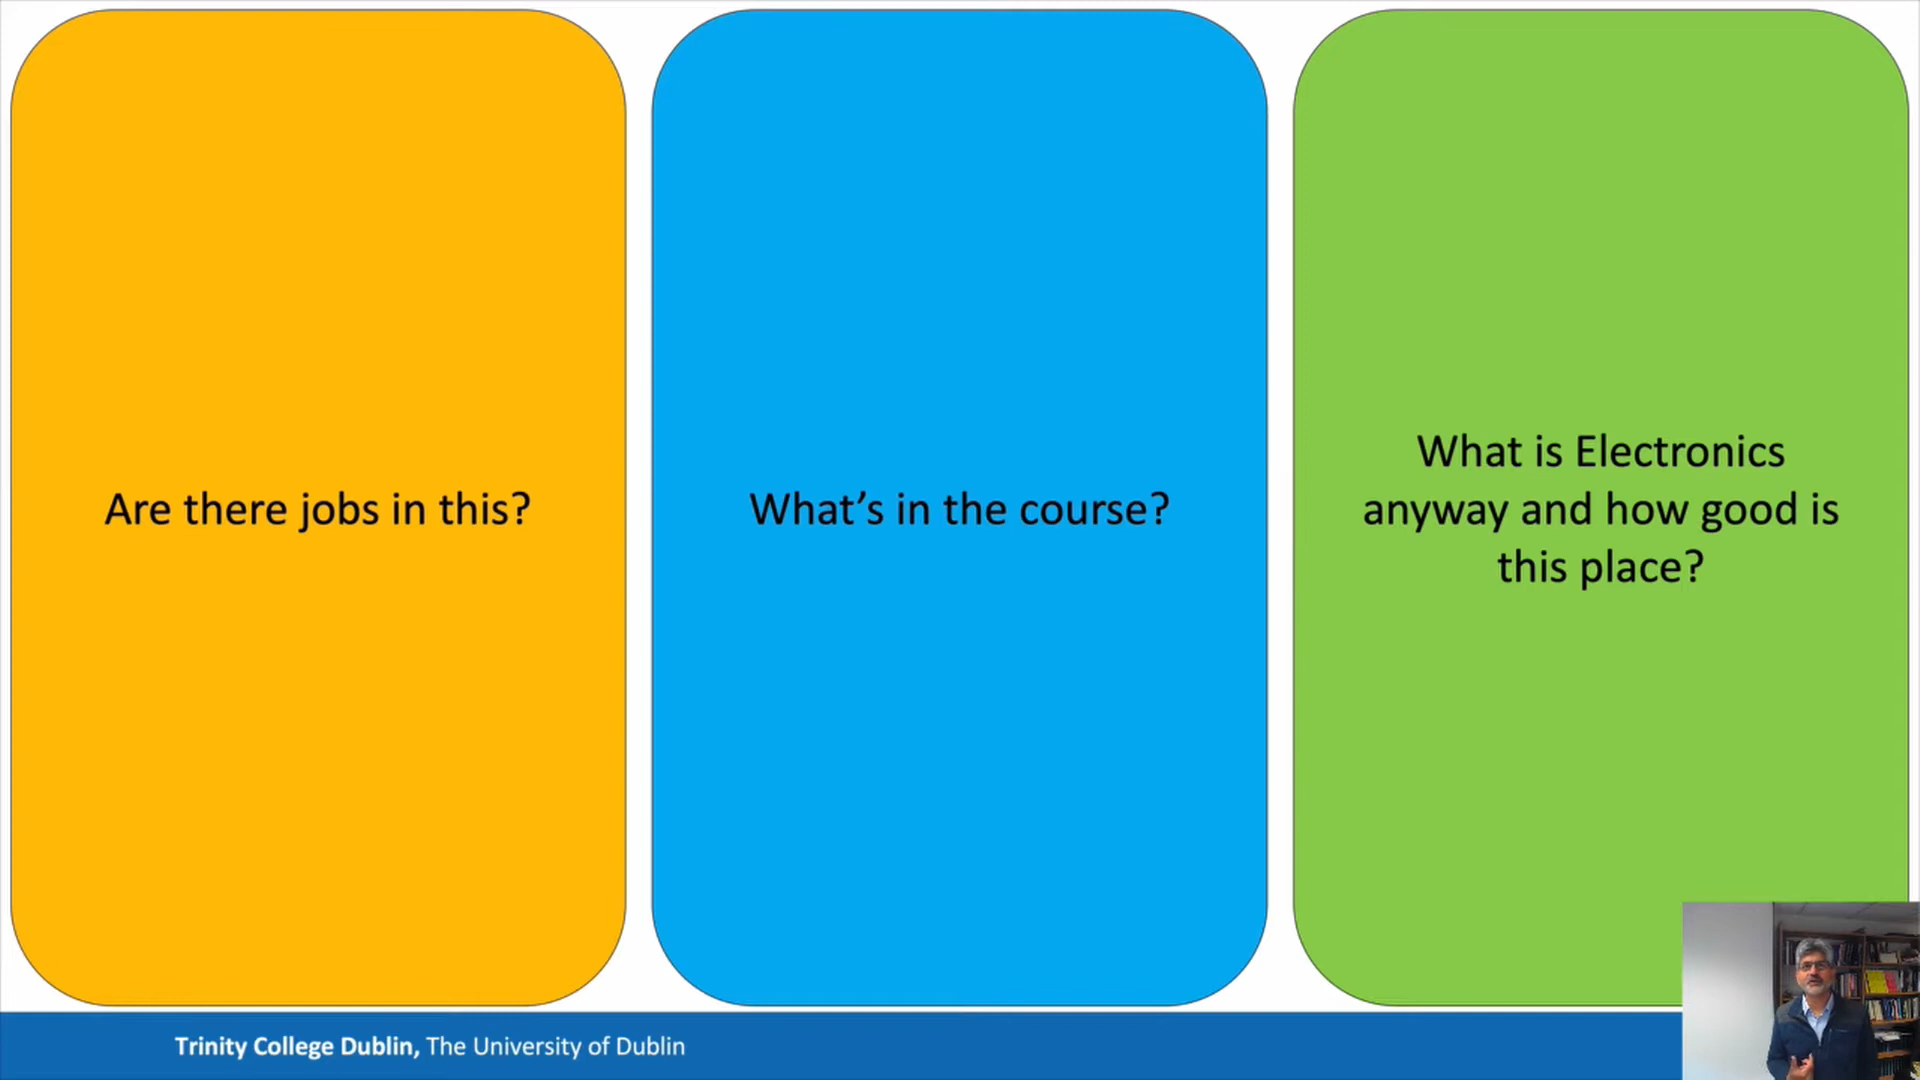 Are there jobs in this?
What’s in the course?
What is Electronics
anyway and how good is
this place?
Trinity College Dublin, The University of Dublin